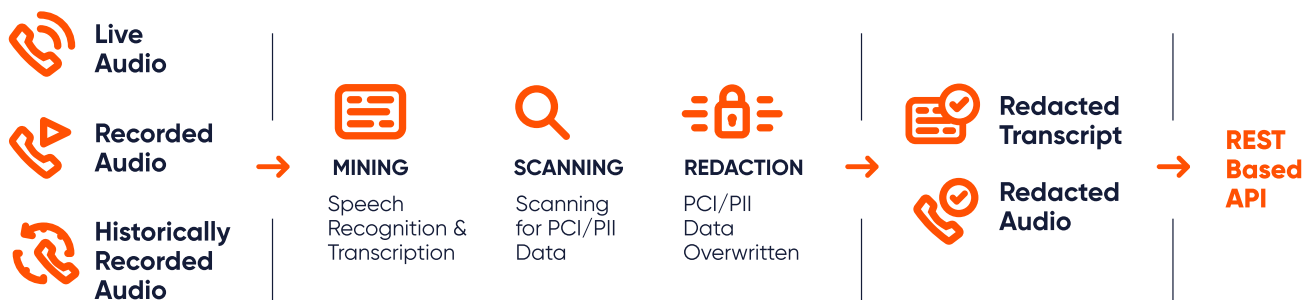 Live
Audio
Recorded
Audio
Historically
Recorded
Audio
MINING
Speech
Recognition &
Transcription
SCANNING
Scanning
for PCI/PII
Data
REDACTION
PCI/PII
Data
Overwritten
Redacted
Transcript
Redacted
Audio
REST
Based
API